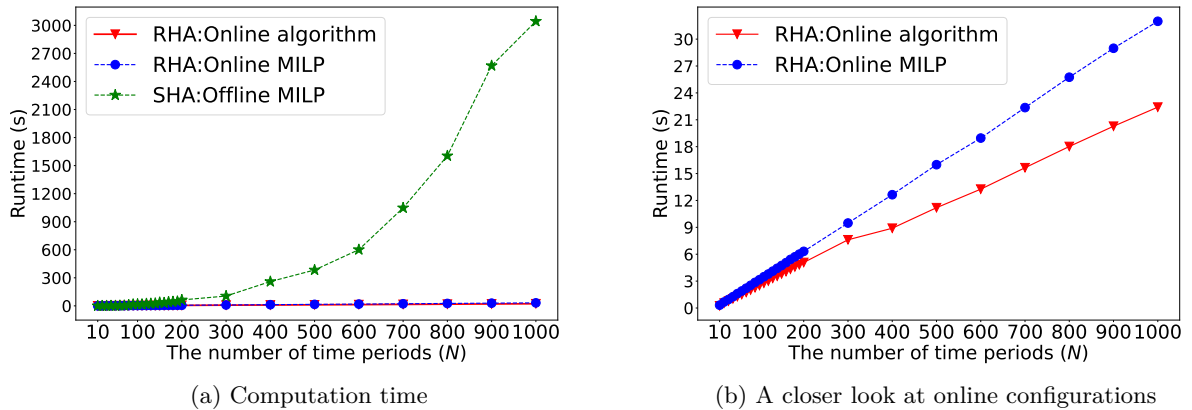 3000
2700
2400
2100
1800
1500
1200
900
600
300
0
Runtime (s)
RHA:Online algorithm
RHA:Online MILP
SHA:Offline MILP
10 100 200 300 400 500 600 700 800 900 1000
The number of time periods (N)
(a) Computation time
30
27
24
21
18
15
12
9
6
3
0
Runtime (s)
RHA:Online algorithm
RHA:Online MILP
10 100 200 300 400 500 600 700 800 900 1000
The number of time periods (N)
(b) A closer look at online configurations